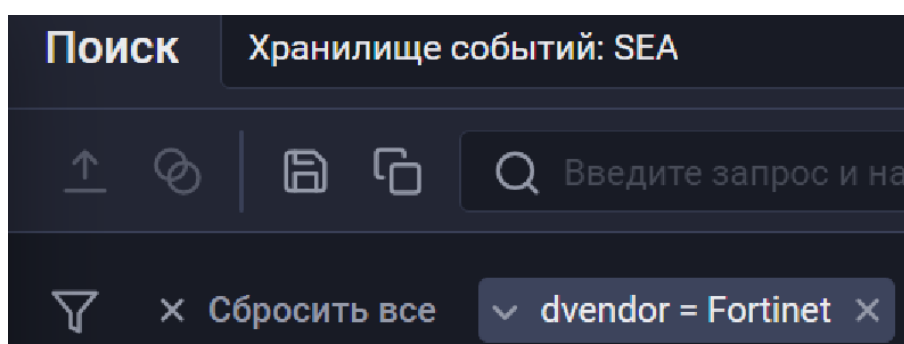 Поиск Хранилище событий: SEA
Введите запрос и на
Сбросить все dvendor = Fortinet